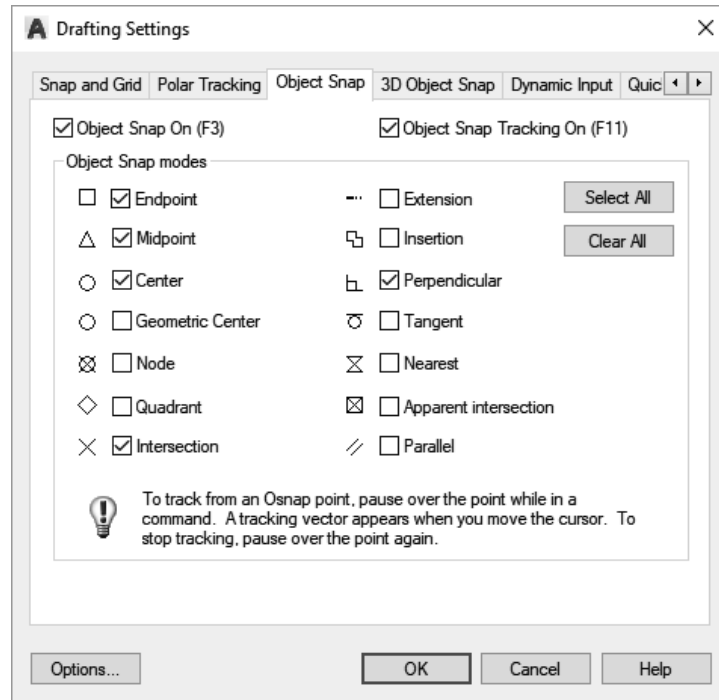 Drafting Settings
Snap and Grid Polar Tracking Object Snap 3D Object Snap Dynamic Input Quic
Object Snap On (F3) Object Snap Tracking On (F11)
Object Snap modes
Endpoint Extension Select All
Midpoint Insertion Clear All
Center Perpendicular
Geometric Center Tangent
Node Nearest
Quadrant Apparent intersection
Intersection Parallel
To track from an Osnap point, pause over the point while in a
command. A tracking vector appears when you move the cursor. To
stop tracking, pause over the point again.
Options... OK Cancel Help